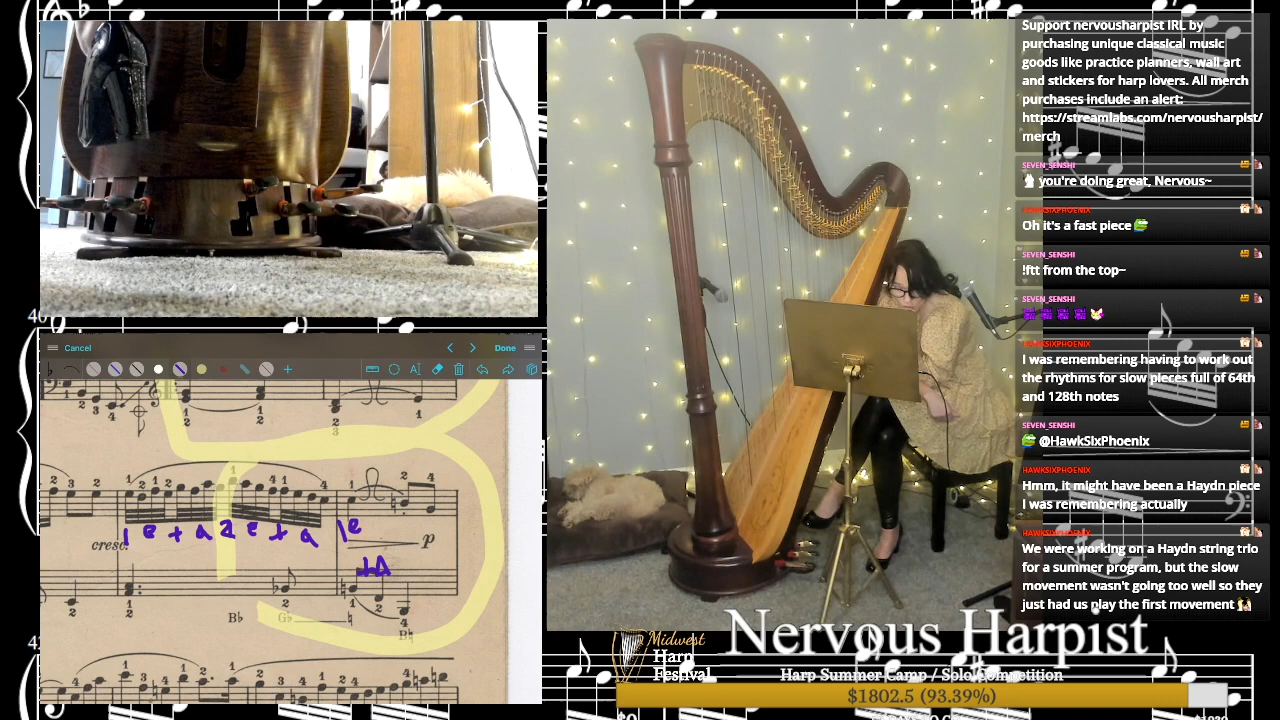 Cancel
Done
cresc.
1 e + a 2 e + a 1 e
+ A
p
B♭ G♭ ♮
B♮
Support nervousharpist IRL by
purchasing unique classical music
goods like practice planners, wall art
and stickers for harp lovers. All merch
purchases include an alert:
https://streamlabs.com/nervousharpist/
merch
SEVEN_SENSHI
you're doing great, Nervous~
HAWKSIXPHOENIX
Oh it's a fast piece
SEVEN_SENSHI
!ftt from the top~
SEVEN_SENSHI
HAWKSIXPHOENIX
I was remembering having to work out
the rhythms for slow pieces full of 64th
and 128th notes
SEVEN_SENSHI
@HawkSixPhoenix
HAWKSIXPHOENIX
Hmm, it might have been a Haydn piece
I was remembering actually
HAWKSIXPHOENIX
We were working on a Haydn string trio
for a summer program, but the slow
movement wasn't going too well so they
just had us play the first movement
Nervous Harpist
Midwest
Harp
Festival
Harp Summer Camp / Solo Competition
$1802.5 (93.39%)